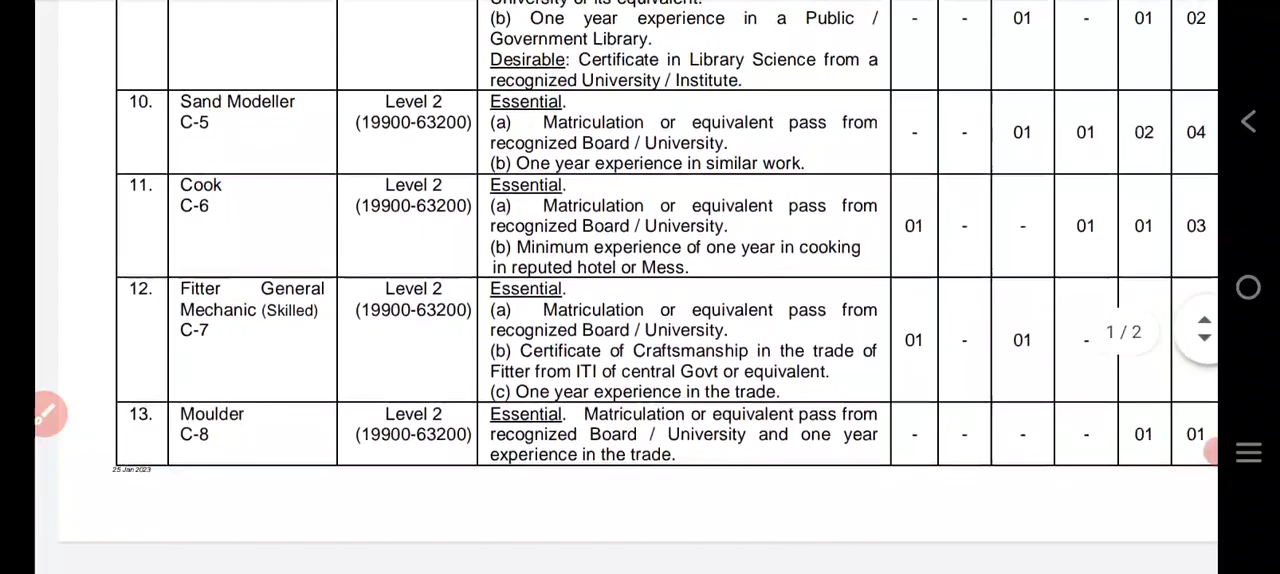 University or its equivalent.
(b) One year experience in a Public / - - 01 - 01 02
Government Library.
Desirable: Certificate in Library Science from a
recognized University / Institute.
10. Sand Modeller Level 2 Essential.
C-5 (19900-63200) (a) Matriculation or equivalent pass from - - 01 01 02 04
recognized Board / University.
(b) One year experience in similar work.
11. Cook Level 2 Essential.
C-6 (19900-63200) (a) Matriculation or equivalent pass from
recognized Board / University. 01 - - 01 01 03
(b) Minimum experience of one year in cooking
in reputed hotel or Mess.
12. Fitter General Level 2 Essential.
Mechanic (Skilled) (19900-63200) (a) Matriculation or equivalent pass from
C-7 recognized Board / University. 01 - 01 - 1 / 2
(b) Certificate of Craftsmanship in the trade of
Fitter from ITI of central Govt or equivalent.
(c) One year experience in the trade.
13. Moulder Level 2 Essential. Matriculation or equivalent pass from
C-8 (19900-63200) recognized Board / University and one year - - - - 01 01
experience in the trade.
25 Jan 2023